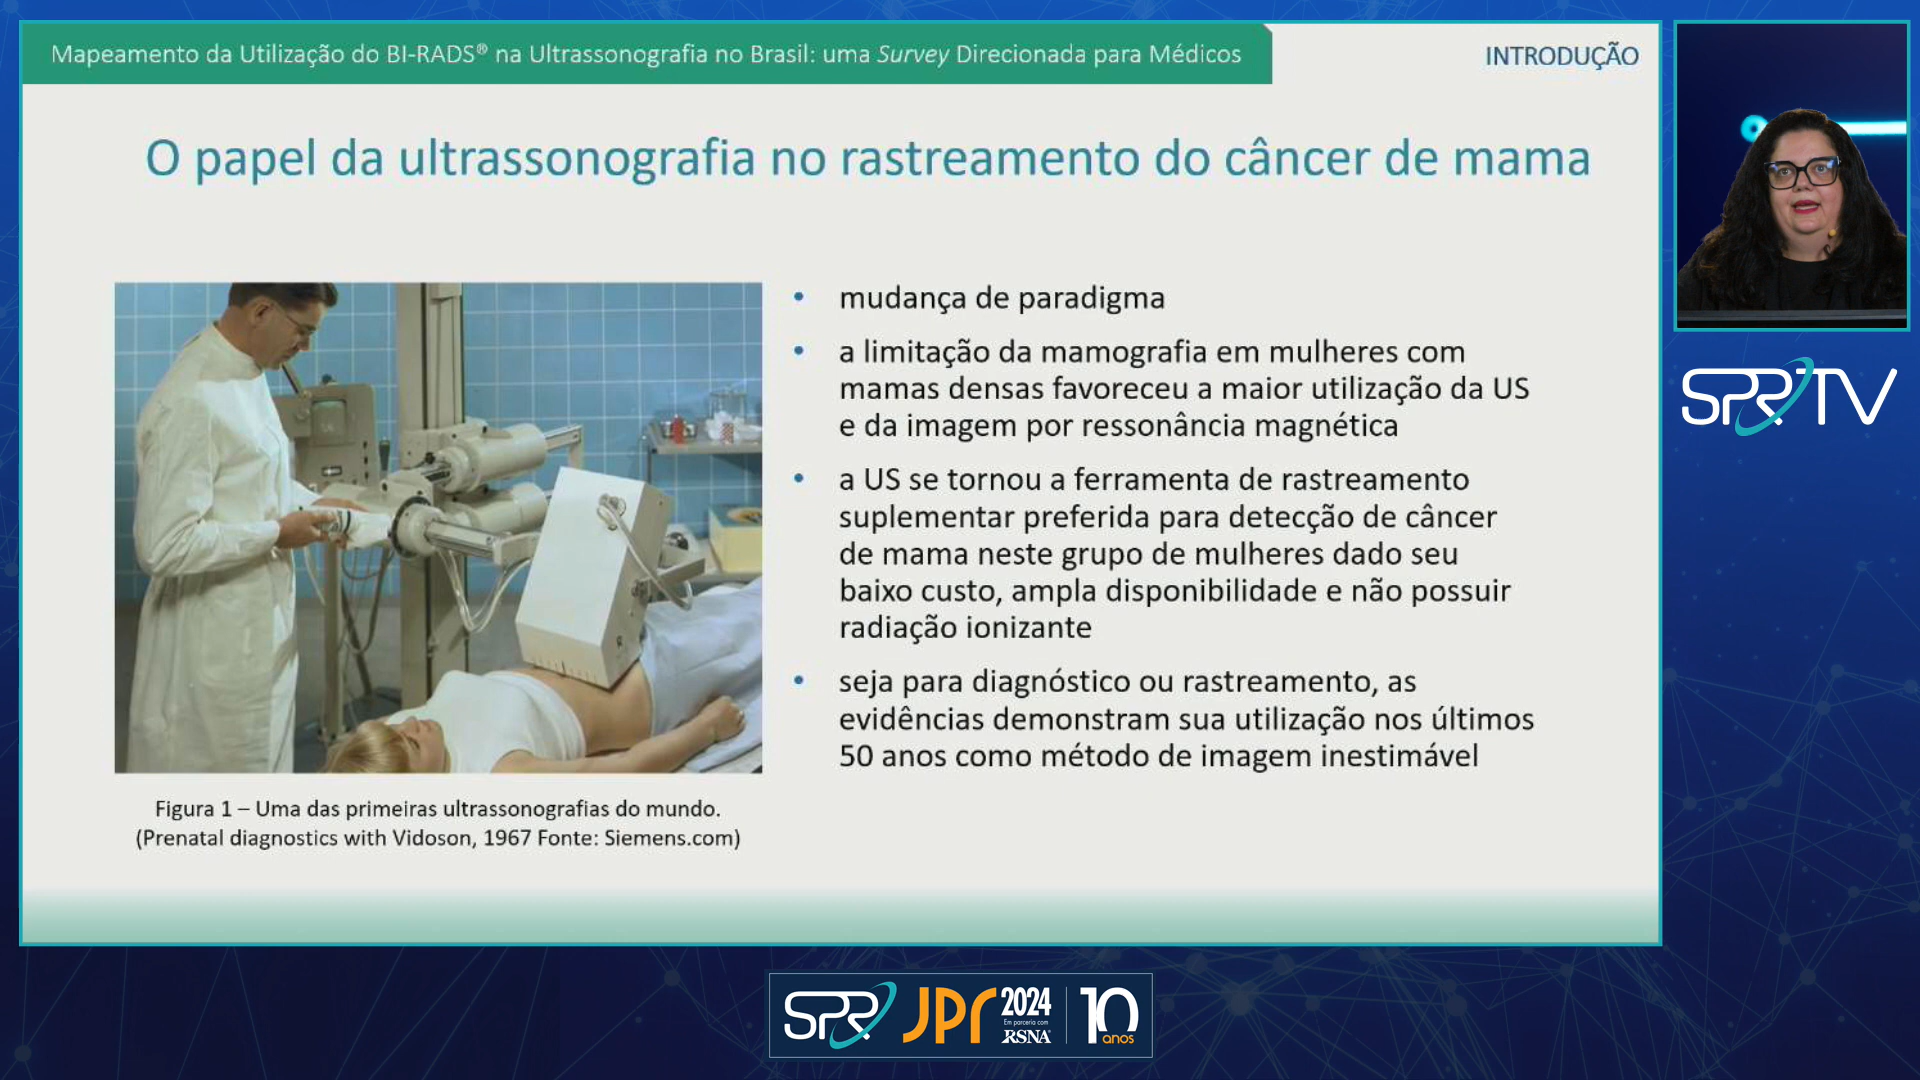 Mapeamento da Utilização do BI-RADS® na Ultrassonografia no Brasil: uma Survey Direcionada para Médicos
INTRODUÇÃO
O papel da ultrassonografia no rastreamento do câncer de mama
• mudança de paradigma
• a limitação da mamografia em mulheres com
mamas densas favoreceu a maior utilização da US
e da imagem por ressonância magnética
• a US se tornou a ferramenta de rastreamento
suplementar preferida para detecção de câncer
de mama neste grupo de mulheres dado seu
baixo custo, ampla disponibilidade e não possuir
radiação ionizante
• seja para diagnóstico ou rastreamento, as
evidências demonstram sua utilização nos últimos
50 anos como método de imagem inestimável
Figura 1 – Uma das primeiras ultrassonografias do mundo.
(Prenatal diagnostics with Vidoson, 1967 Fonte: Siemens.com)
SPR TV
SPR JPR 2024
Em parceria com
RSNA
10
anos